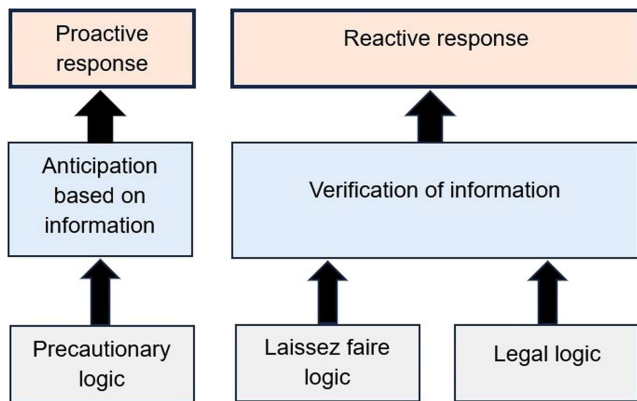 Proactive
response
Reactive response
Anticipation
based on
information
Verification of information
Precautionary
logic
Laissez faire
logic
Legal logic